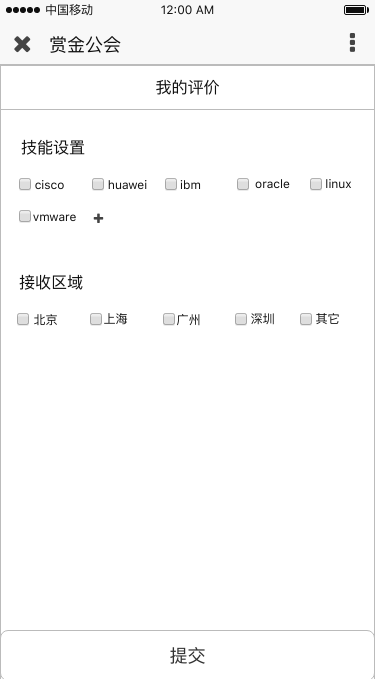 中国移动 12:00 AM
赏金公会
我的评价
技能设置
cisco huawei ibm oracle linux
vmware
接收区域
北京 上海 广州 深圳 其它
提交